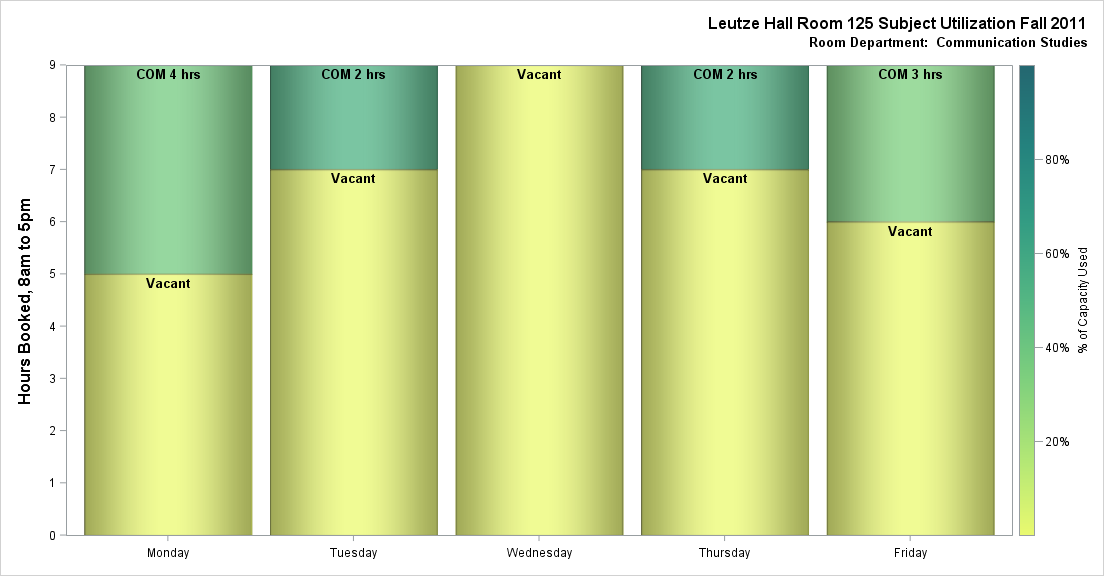 Leutze Hall Room 125 Subject Utilization Fall 2011
Room Department:  Communication Studies
Hours Booked, 8am to 5pm
9
8
7
6
5
4
3
2
1
0
COM 4 hrs
Vacant
COM 2 hrs
Vacant
Vacant
COM 2 hrs
Vacant
COM 3 hrs
Vacant
Monday
Tuesday
Wednesday
Thursday
Friday
80%
60%
40%
20%
% of Capacity Used